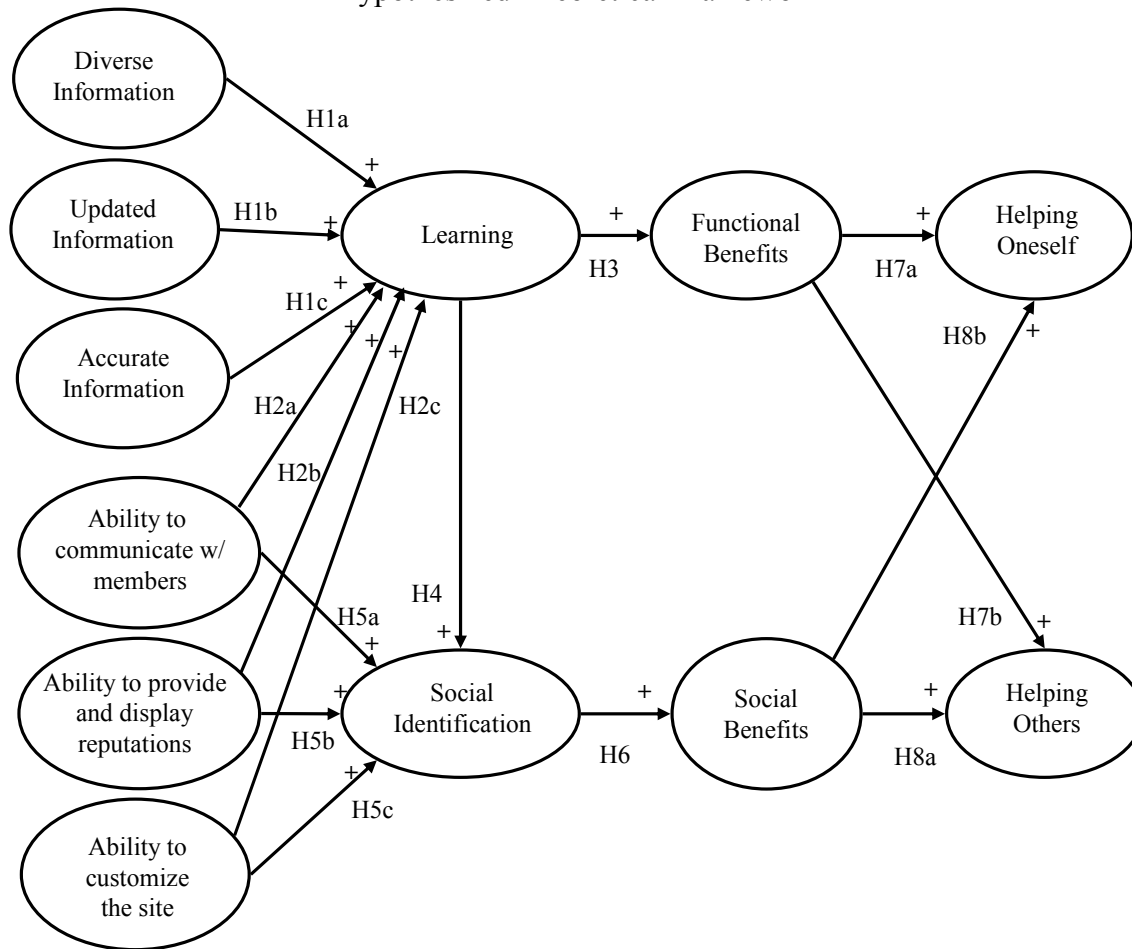 Diverse
Information
H1a
+
Updated
Information
H1b
+
Learning
+
H3
Functional
Benefits
+
H7a
Helping
Oneself
Accurate
Information
H1c
+
H2a
+
H2b
+
H2c
+
H8b
+
Ability to
communicate w/
members
H5a
+
H4
+
H7b
+
Ability to provide
and display
reputations
H5b
+
Social
Identification
+
H6
Social
Benefits
+
H8a
Helping
Others
Ability to
customize
the site
H5c
+